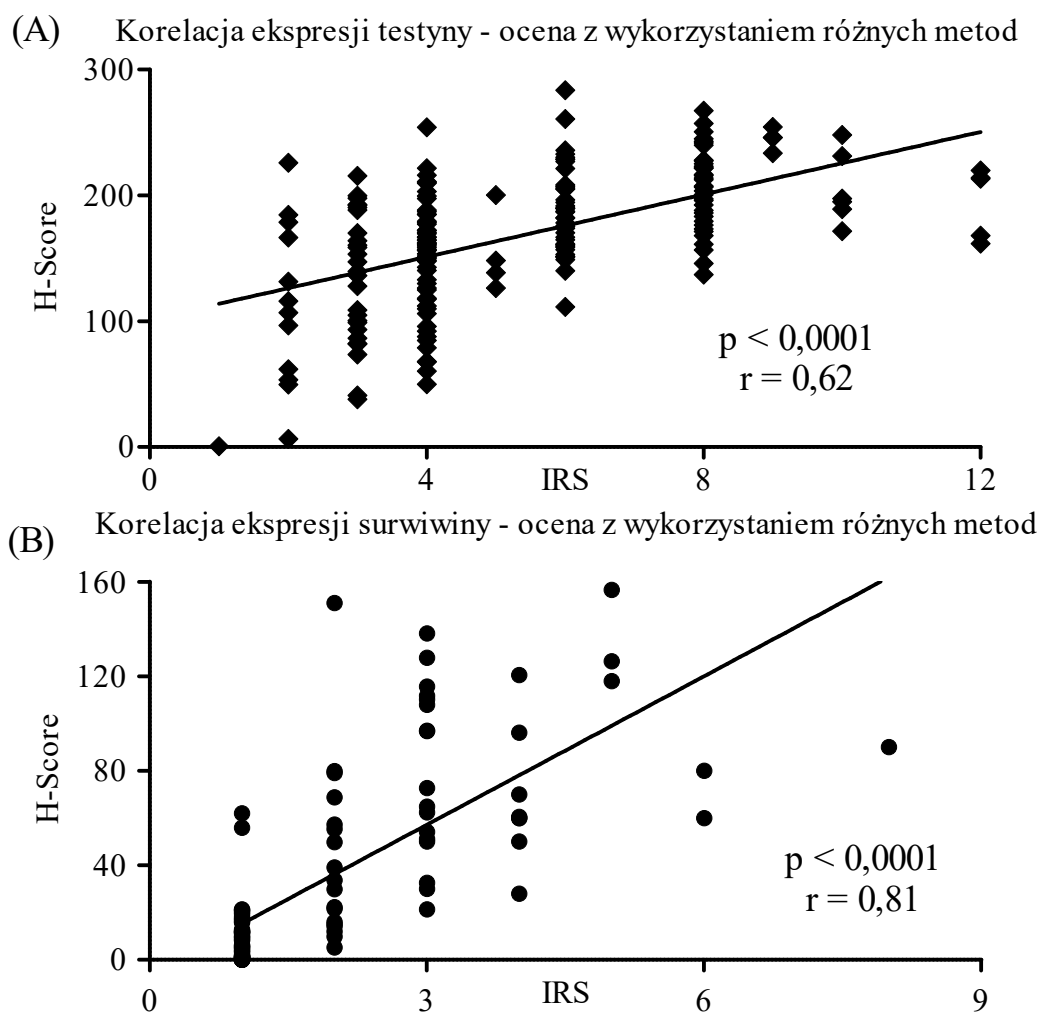 (A) Korelacja ekspresji testyny - ocena z wykorzystaniem różnych metod
300
200
100
0
H-Score
p < 0,0001
r = 0,62
0 4 IRS 8 12
(B) Korelacja ekspresji surwiwiny - ocena z wykorzystaniem różnych metod
160
120
80
40
0
H-Score
p < 0,0001
r = 0,81
0 3 IRS 6 9